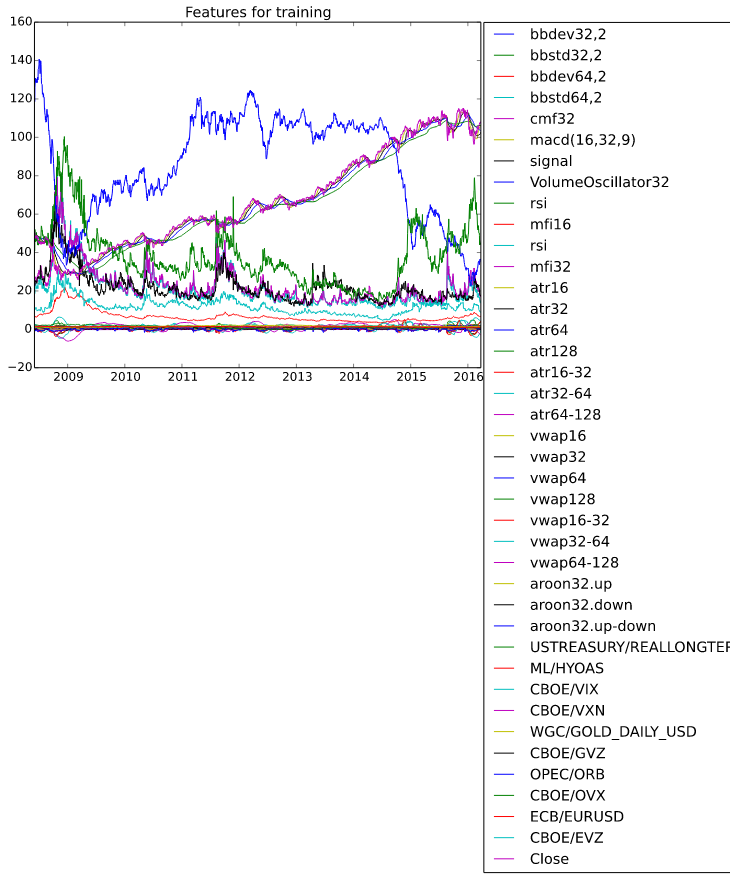 Features for training
160
140
120
100
80
60
40
20
0
−20
2009 2010 2011 2012 2013 2014 2015 2016
bbdev32,2
bbstd32,2
bbdev64,2
bbstd64,2
cmf32
macd(16,32,9)
signal
VolumeOscillator32
rsi
mfi16
rsi
mfi32
atr16
atr32
atr64
atr128
atr16-32
atr32-64
atr64-128
vwap16
vwap32
vwap64
vwap128
vwap16-32
vwap32-64
vwap64-128
aroon32.up
aroon32.down
aroon32.up-down
USTREASURY/REALLONGTER
ML/HYOAS
CBOE/VIX
CBOE/VXN
WGC/GOLD_DAILY_USD
CBOE/GVZ
OPEC/ORB
CBOE/OVX
ECB/EURUSD
CBOE/EVZ
Close